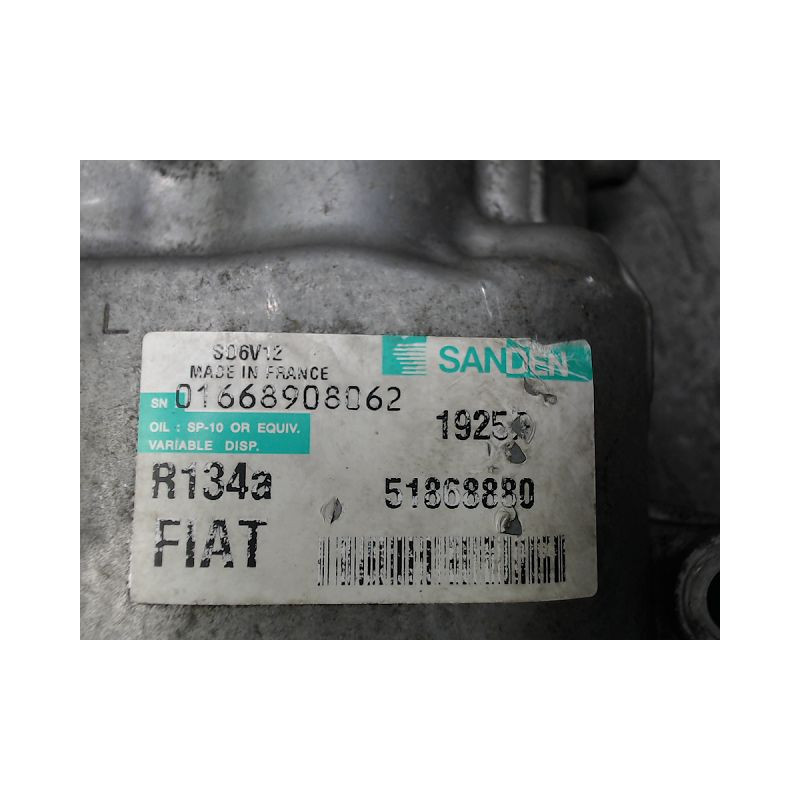 L
SD6V12
MADE IN FRANCE
SANDEN
SN 01668908062
OIL : SP-10 OR EQUIV.
VARIABLE DISP.
R134a
51868880
FIAT